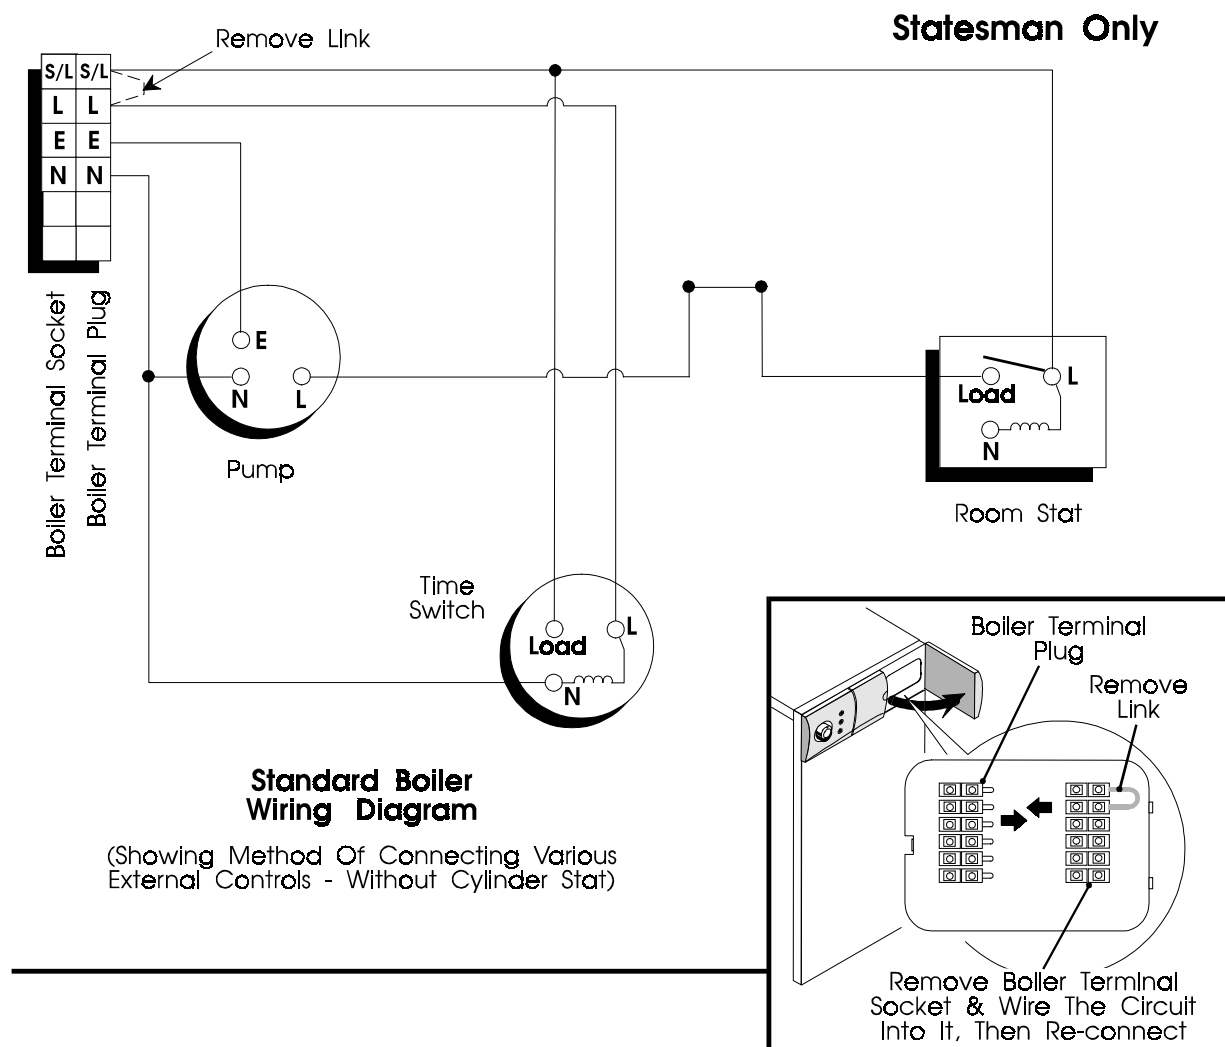 Statesman Only
Remove LInk
S/L S/L
L L
E E
N N
Boiler Terminal Socket
Boiler Terminal Plug
E
N
L
Pump
Load
L
N
Room Stat
Time
Switch
Load
L
N
Standard Boiler
Wiring Diagram
(Showing Method Of Connecting Various
External Controls - Without Cylinder Stat)
Boiler Terminal
Plug
Remove
Link
Remove Boiler Terminal
Socket & Wire The Circuit
Into It, Then Re-connect